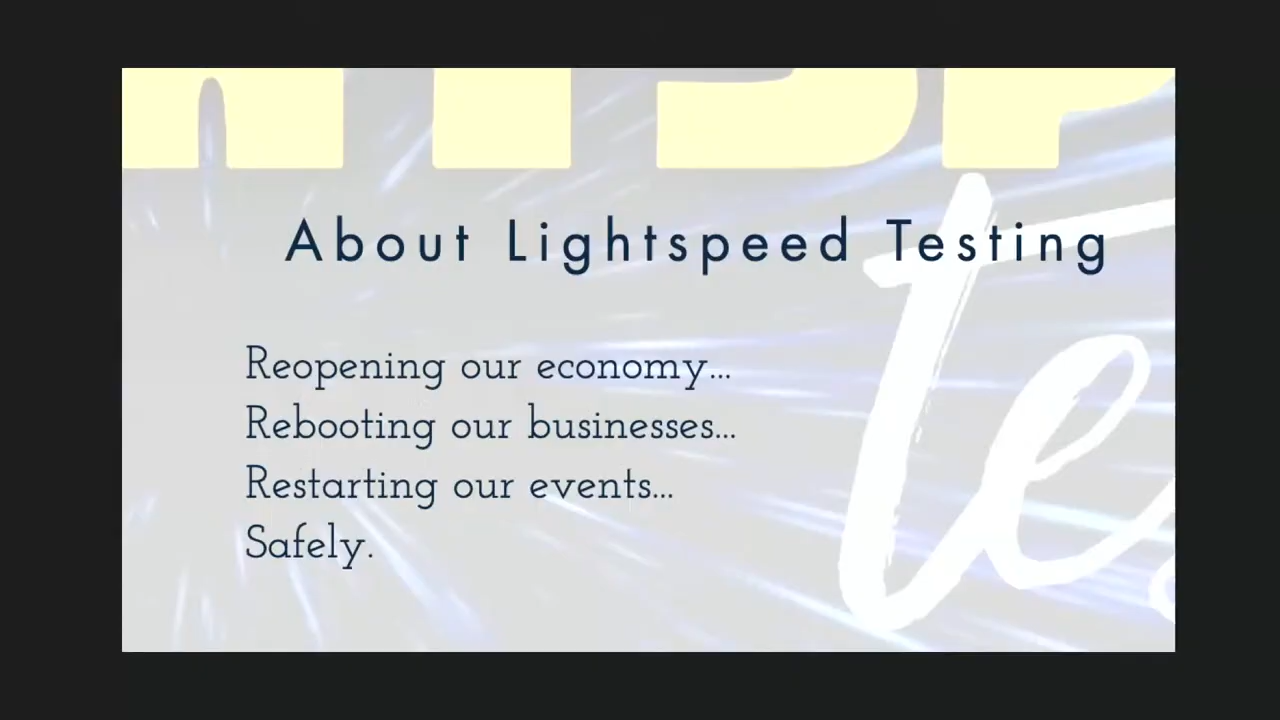 About Lightspeed Testing
Reopening our economy...
Rebooting our businesses...
Restarting our events...
Safely.